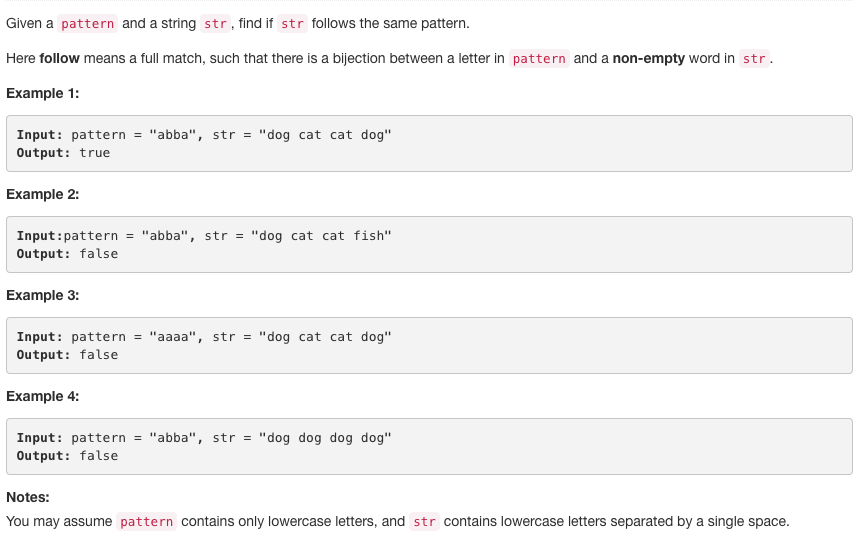 Given a pattern and a string str, find if str follows the same pattern.
Here follow means a full match, such that there is a bijection between a letter in pattern and a non-empty word in str.
Example 1:
Input: pattern = "abba", str = "dog cat cat dog"
Output: true
Example 2:
Input:pattern = "abba", str = "dog cat cat fish"
Output: false
Example 3:
Input: pattern = "aaaa", str = "dog cat cat dog"
Output: false
Example 4:
Input: pattern = "abba", str = "dog dog dog dog"
Output: false
Notes:
You may assume pattern contains only lowercase letters, and str contains lowercase letters separated by a single space.